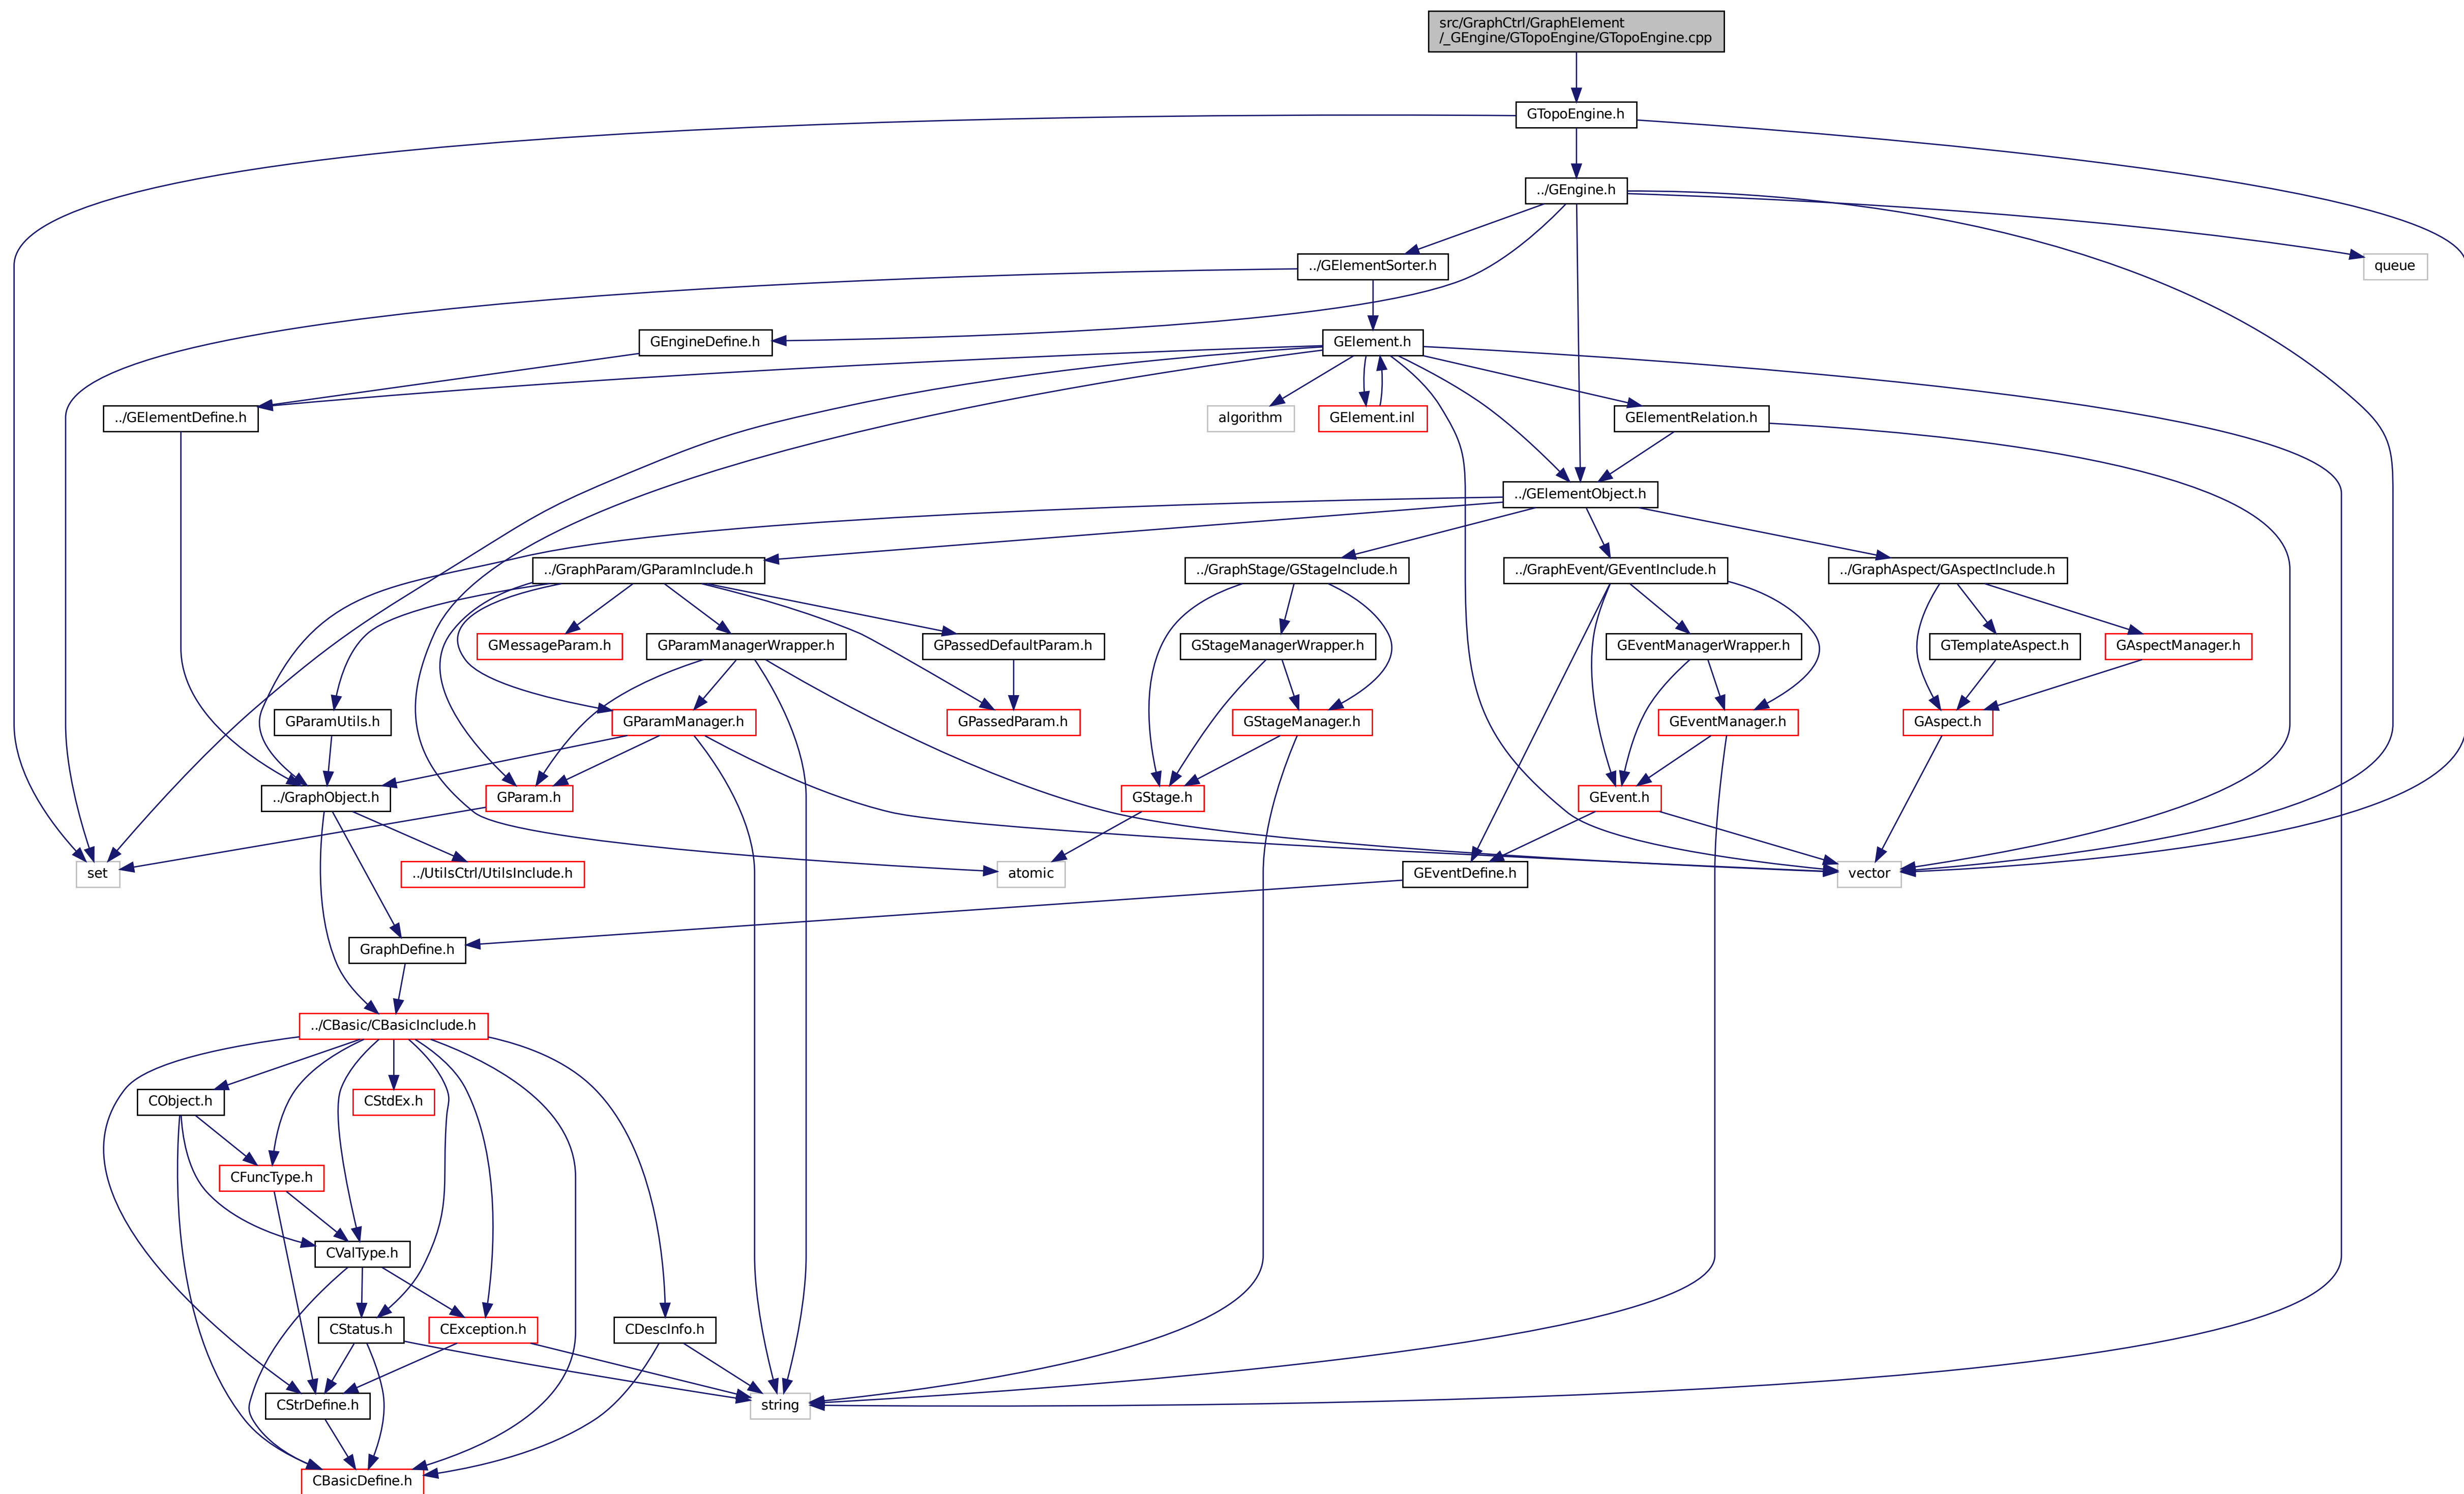 src/GraphCtrl/GraphElement
/_GEngine/GTopoEngine/GTopoEngine.cpp
GTopoEngine.h
../GEngine.h
../GElementSorter.h
queue
GEngineDefine.h
GElement.h
../GElementDefine.h
algorithm
GElement.inl
GElementRelation.h
../GElementObject.h
../GraphParam/GParamInclude.h
../GraphStage/GStageInclude.h
../GraphEvent/GEventInclude.h
../GraphAspect/GAspectInclude.h
GMessageParam.h
GParamManagerWrapper.h
GPassedDefaultParam.h
GStageManagerWrapper.h
GEventManagerWrapper.h
GTemplateAspect.h
GAspectManager.h
GParamUtils.h
GParamManager.h
GPassedParam.h
GStageManager.h
GEventManager.h
GAspect.h
../GraphObject.h
GParam.h
GStage.h
GEvent.h
set
../UtilsCtrl/UtilsInclude.h
atomic
GEventDefine.h
vector
GraphDefine.h
../CBasic/CBasicInclude.h
CObject.h
CStdEx.h
CFuncType.h
CValType.h
CStatus.h
CException.h
CDescInfo.h
CStrDefine.h
string
CBasicDefine.h